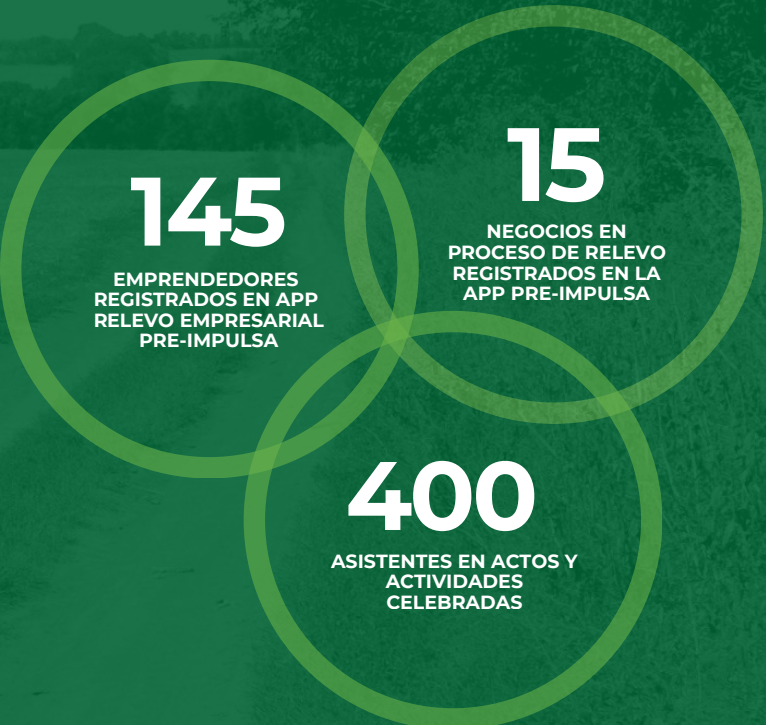 145
EMPRENDEDORES
REGISTRADOS EN APP
RELEVO EMPRESARIAL
PRE-IMPULSA
15
NEGOCIOS EN
PROCESO DE RELEVO
REGISTRADOS EN LA
APP PRE-IMPULSA
400
ASISTENTES EN ACTOS Y
ACTIVIDADES
CELEBRADAS